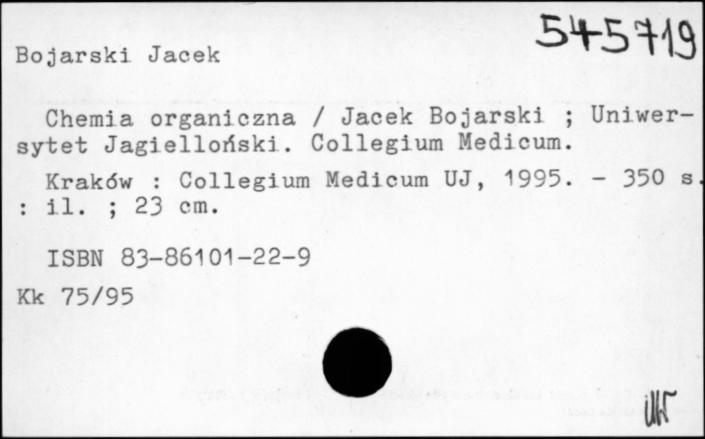 545719
Bojarski Jacek
Chemia organiczna / Jacek Bojarski ; Uniwer-
sytet Jagielloński. Collegium Medicum.
Kraków : Collegium Medicum UJ, 1995. - 350 s.
: il. ; 23 cm.
ISBN 83-86101-22-9
Kk 75/95